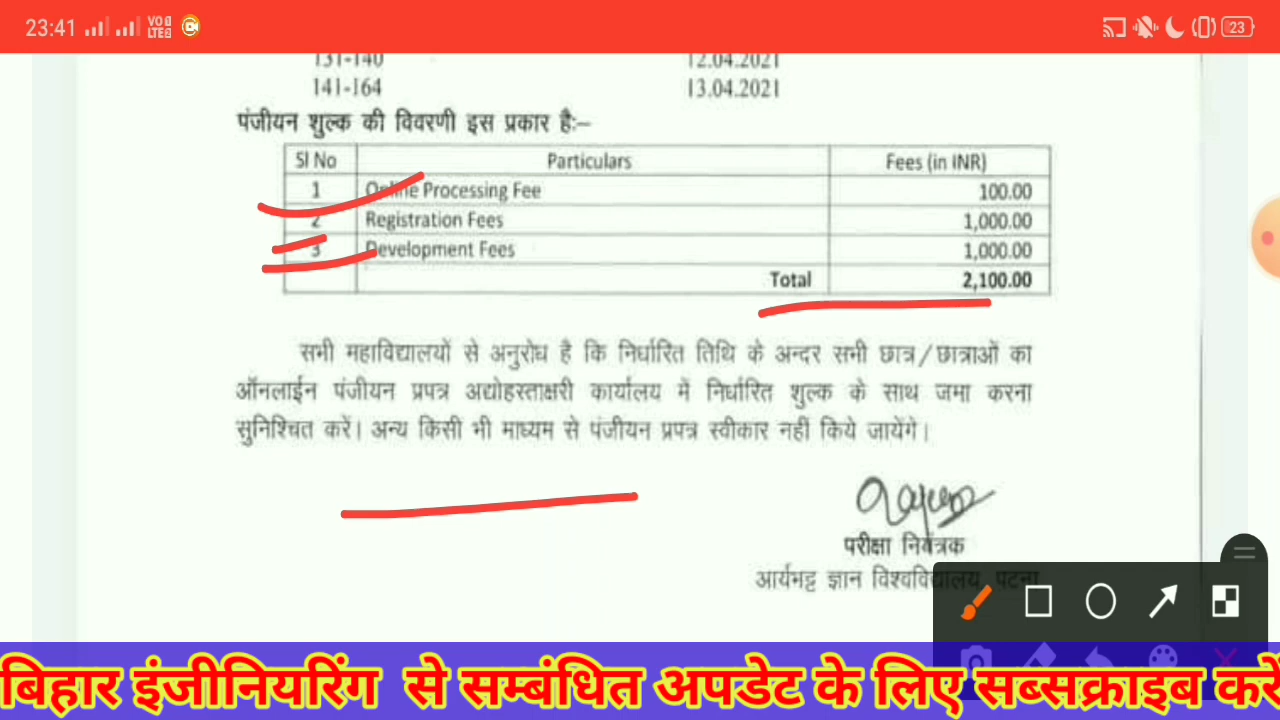 23:41 VO LTE 23
131-140 12.04.2021
141-164 13.04.2021
पंजीयन शुल्क की विवरणी इस प्रकार हैः–
Sl No Particulars Fees (in INR)
1 Online Processing Fee 100.00
2 Registration Fees 1,000.00
3 Development Fees 1,000.00
Total 2,100.00
सभी महाविद्यालयों से अनुरोध है कि निर्धारित तिथि के अन्दर सभी छात्र/छात्राओं का
ऑनलाईन पंजीयन प्रपत्र अद्योहस्ताक्षरी कार्यालय में निर्धारित शुल्क के साथ जमा करना
सुनिश्चित करें। अन्य किसी भी माध्यम से पंजीयन प्रपत्र स्वीकार नहीं किये जायेंगे।
परीक्षा नियंत्रक
आर्यभट्ट ज्ञान विश्वविद्यालय, पटना
बिहार इंजीनियरिंग से सम्बंधित अपडेट के लिए सब्सक्राइब करें